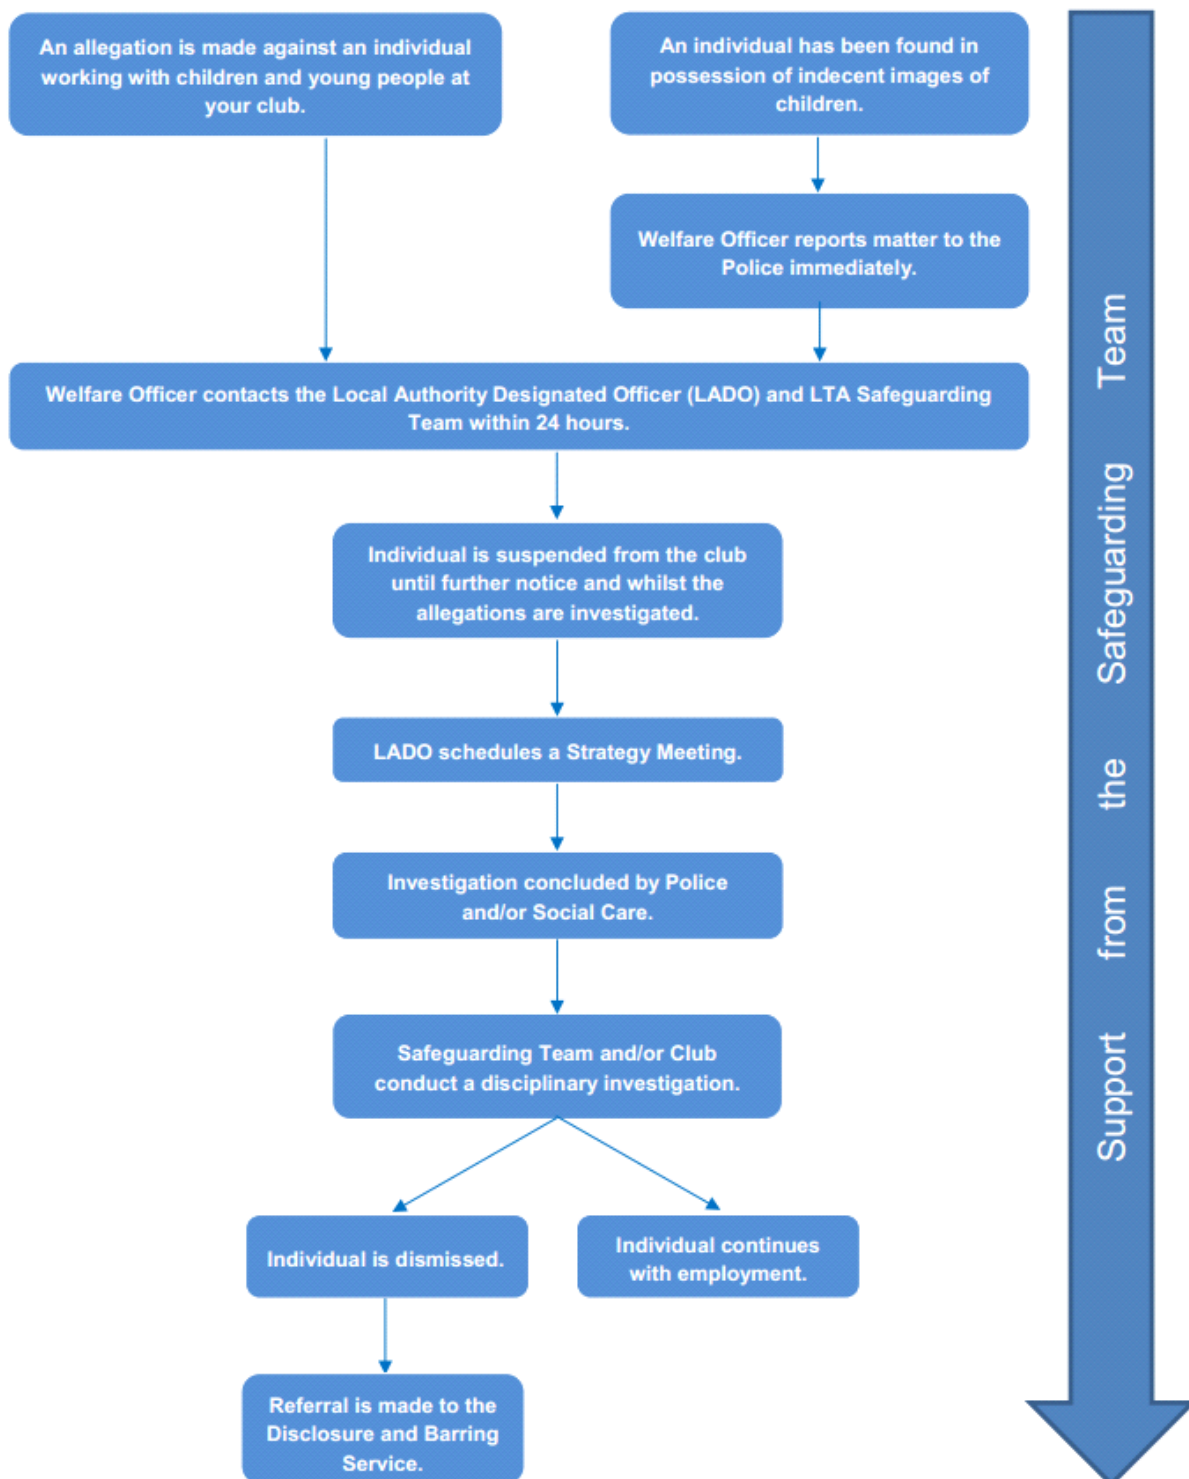 An allegation is made against an individual
working with children and young people at
your club.
An individual has been found in
possession of indecent images of
children.
Welfare Officer reports matter to the
Police immediately.
Welfare Officer contacts the Local Authority Designated Officer (LADO) and LTA Safeguarding
Team within 24 hours.
Individual is suspended from the club
until further notice and whilst the
allegations are investigated.
LADO schedules a Strategy Meeting.
Investigation concluded by Police
and/or Social Care.
Safeguarding Team and/or Club
conduct a disciplinary investigation.
Individual is dismissed.
Individual continues
with employment.
Referral is made to the
Disclosure and Barring
Service.
Support from the Safeguarding Team